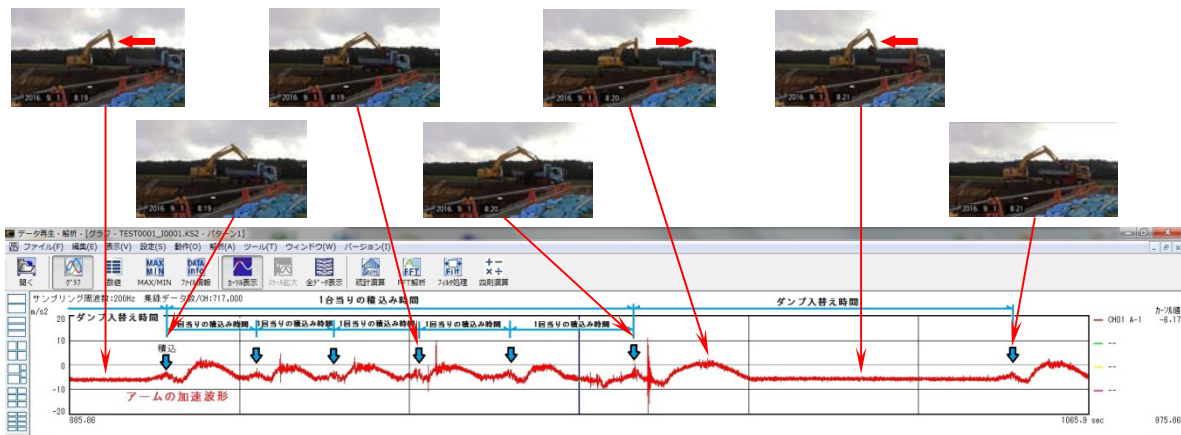 2016. 9. 1 8:19
2016. 9. 1 8:19
2016. 9. 1 8:20
2016. 9. 1 8:21
2016. 9. 1 8:19
2016. 9. 1 8:20
2016. 9. 1 8:21
データ再生・解析 - [グラフ - TEST0001_I0001.KS2 - パターン1]
ファイル(F) 編集(E) 表示(V) 設定(S) 動作(O) 解析(A) ツール(T) ウィンドウ(W) バージョン(I)
MAX MIN DATA info Stati FFT Filt
開く グラフ 数値 MAX/MIN ファイル情報 カーソル表示 スケール拡大 全データ表示 統計演算 FFT解析 フィルタ処理 四則演算
サンプリング周波数:200Hz 集録データ数/CH:717,000
1台当りの積込み時間
ダンプ入替え時間
カーソル値
m/s2
20
ダンプ入替え時間
1回当りの積込み時間 1回当りの積込み時間 1回当りの積込み時間 1回当りの積込み時間 1回当りの積込み時間
CH01 A-1 -6.17
積込
10
--
0
--
-10
--
アームの加速波形
-20
885.86
1065.9 sec
975.86